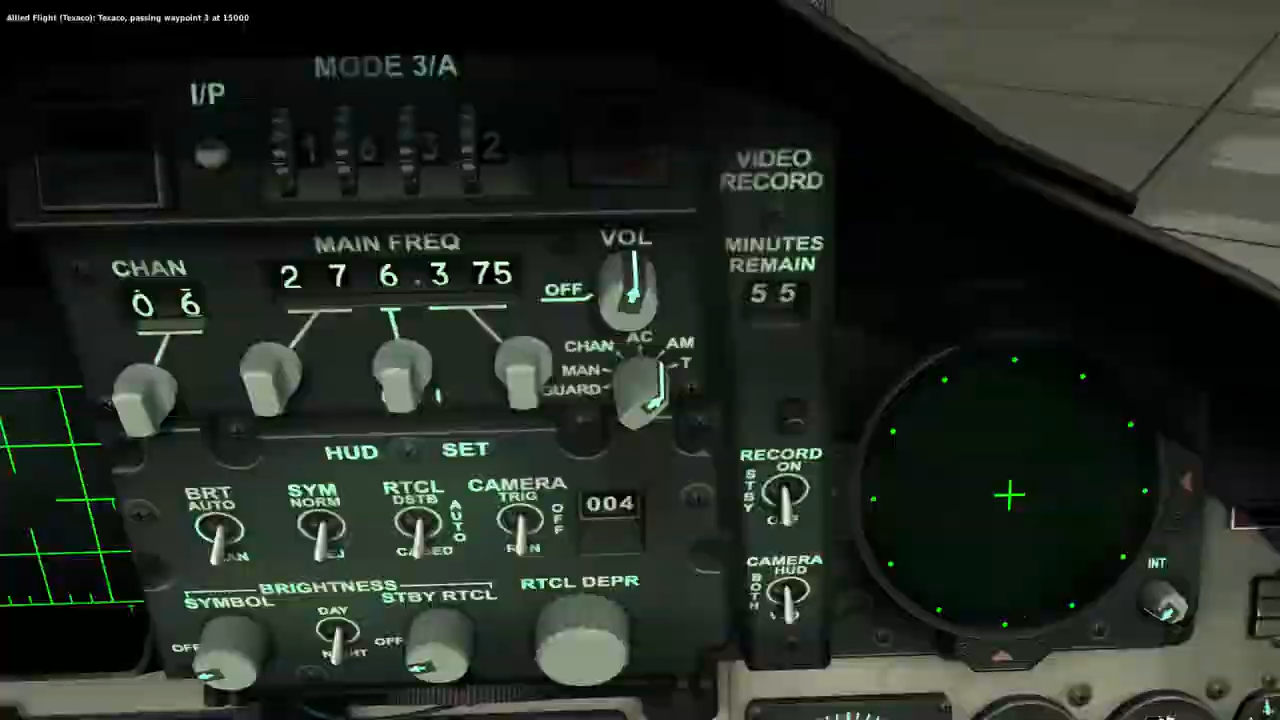 Allied Flight (Texaco): Texaco, passing waypoint 3 at 15000
MODE 3/A
I/P
1 6 3 2
VIDEO
RECORD
MAIN FREQ
VOL
MINUTES
REMAIN
CHAN
2 7 6 . 3 75
OFF
5 5
0 6
AC
CHAN
AM
T
MAN
GUARD
HUD SET
RECORD
ON
STBY
BRT
AUTO
SYM
NORM
RTCL
DSTB
AUTO
CAMERA
TRIG
OFF
004
CAMERA
HUD
BOTH
INT
BRIGHTNESS
SYMBOL
STBY RTCL
RTCL DEPR
DAY
NIGHT
OFF
OFF